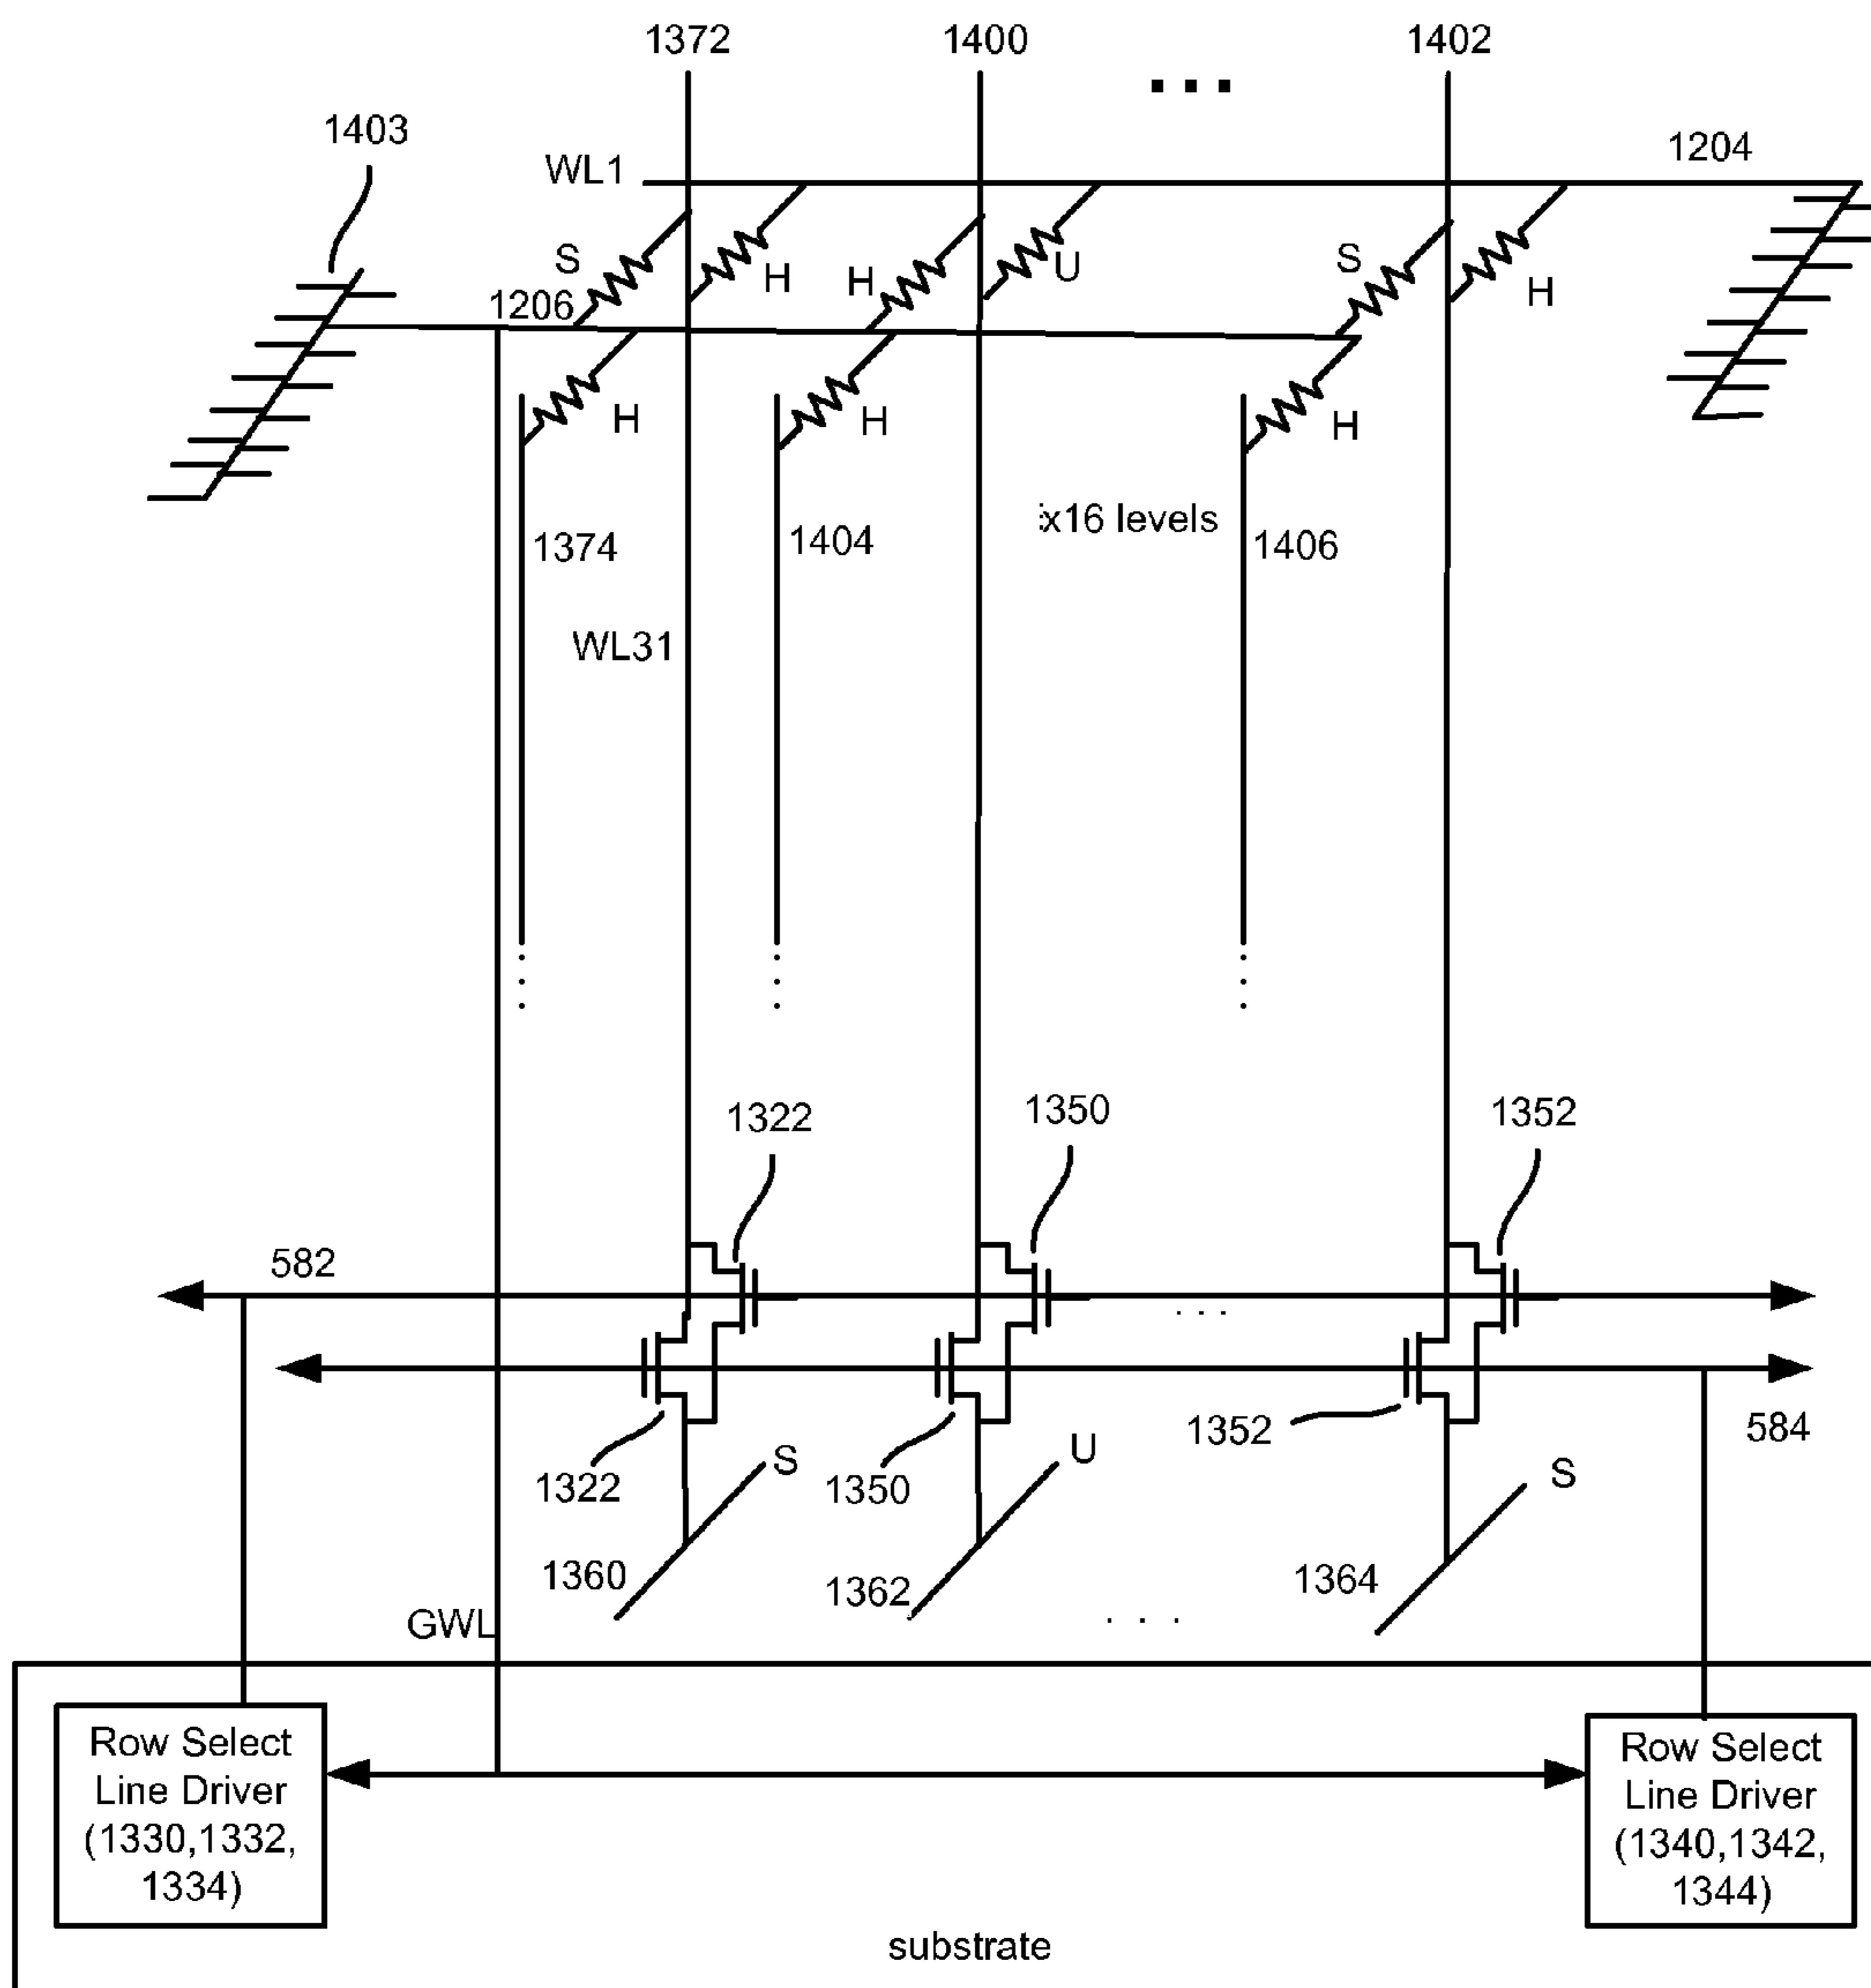 1372
1400
1402
...
1403
WL1
1204
S
H
H
U
S
H
1206
H
H
H
x16 levels
1374
1404
1406
WL31
1322
1350
1352
582
. . .
584
1322
1350
1352
S
U
S
1360
1362
1364
. . .
GWL
Row Select
Line Driver
(1330,1332,
1334)
Row Select
Line Driver
(1340,1342,
1344)
substrate